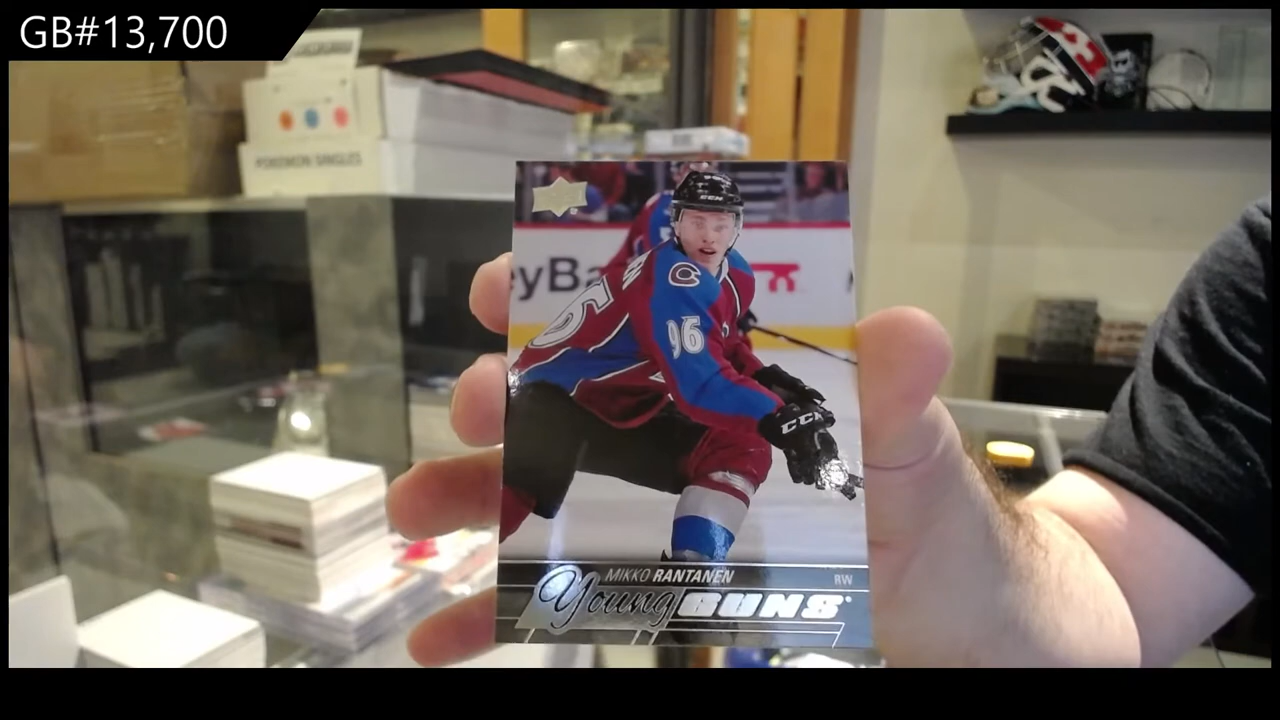 GB#13,700
POKEMON SINGLES
eyBa
C
96
CCM
CCM
MIKKO RANTANEN RW
Young GUNS